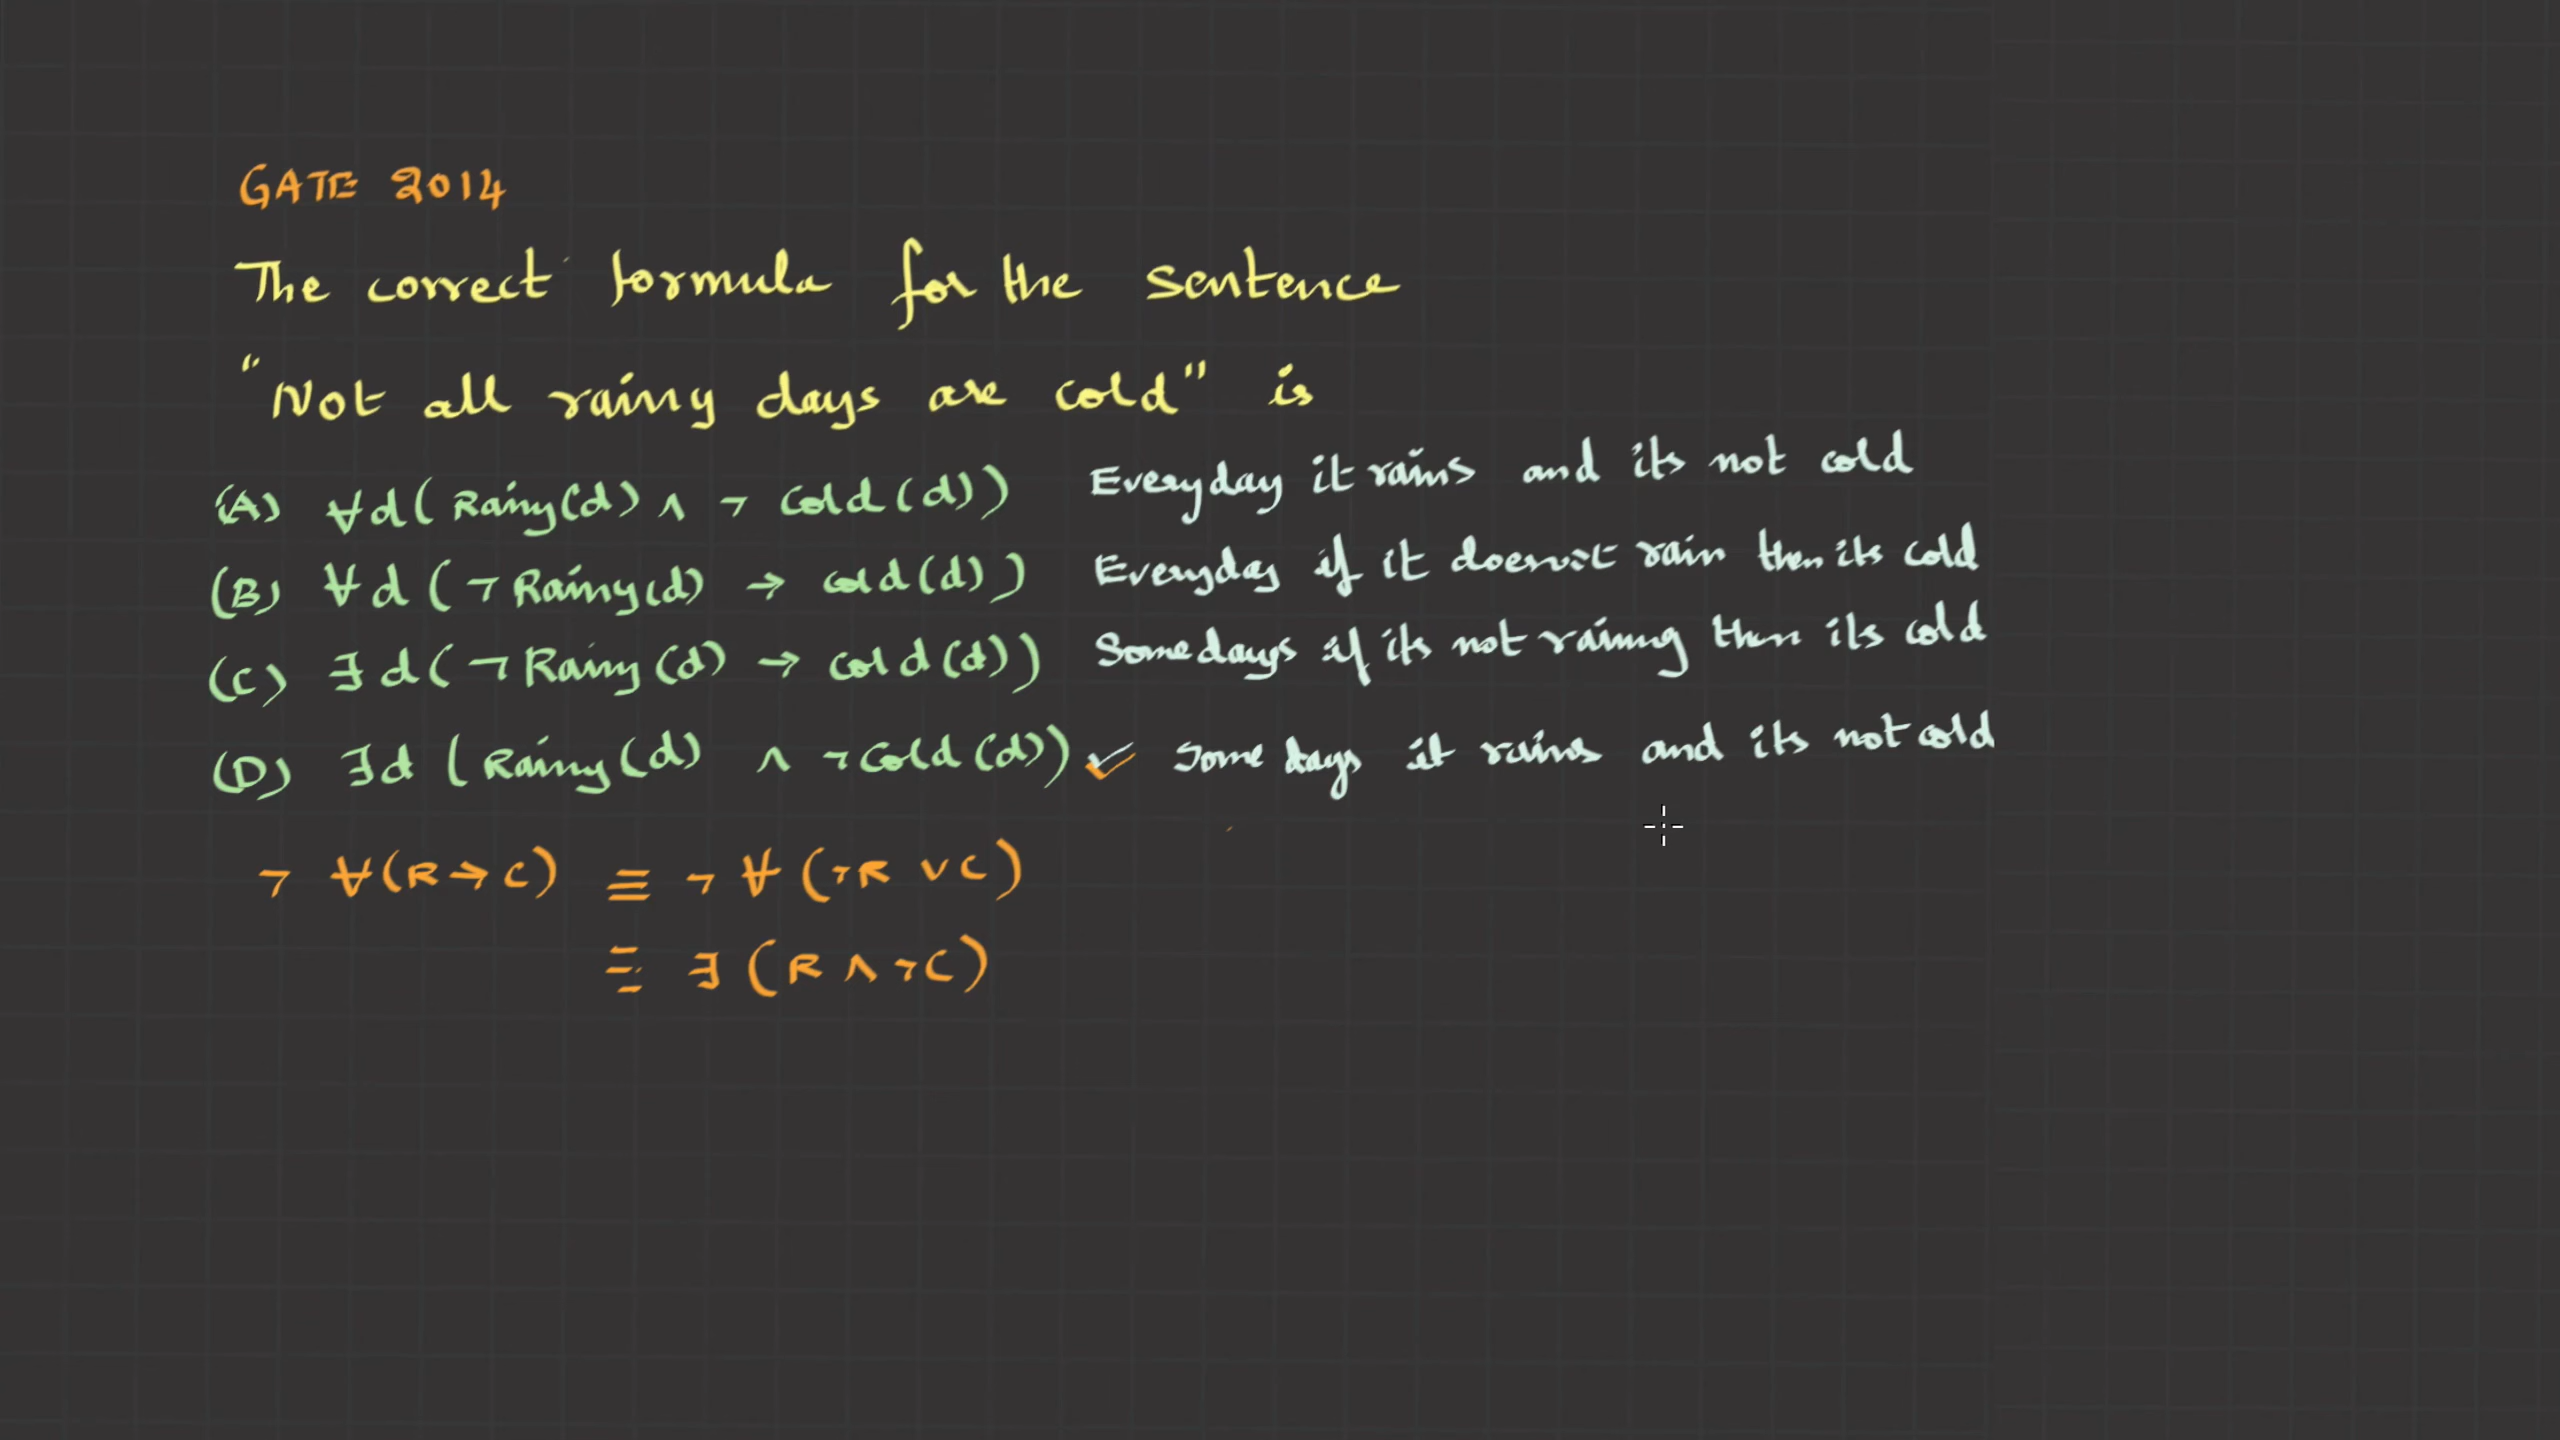 GATE 2014
The correct formula for the sentence
"Not all rainy days are cold" is
(A) ∀d(Rainy(d) ∧ ¬ cold(d)) Everyday it rains and its not cold
(B) ∀d(¬Rainy(d) → cold(d)) Everyday if it doesn't rain then its cold
(C) ∃d(¬Rainy(d) → cold(d)) Somedays if its not raining then its cold
(D) ∃d(Rainy(d) ∧ ¬Cold(d)) ✓ Some days it rains and its not cold
¬ ∀(R→C) ≡ ¬∀(¬R ∨ C)
≡ ∃(R ∧ ¬C)